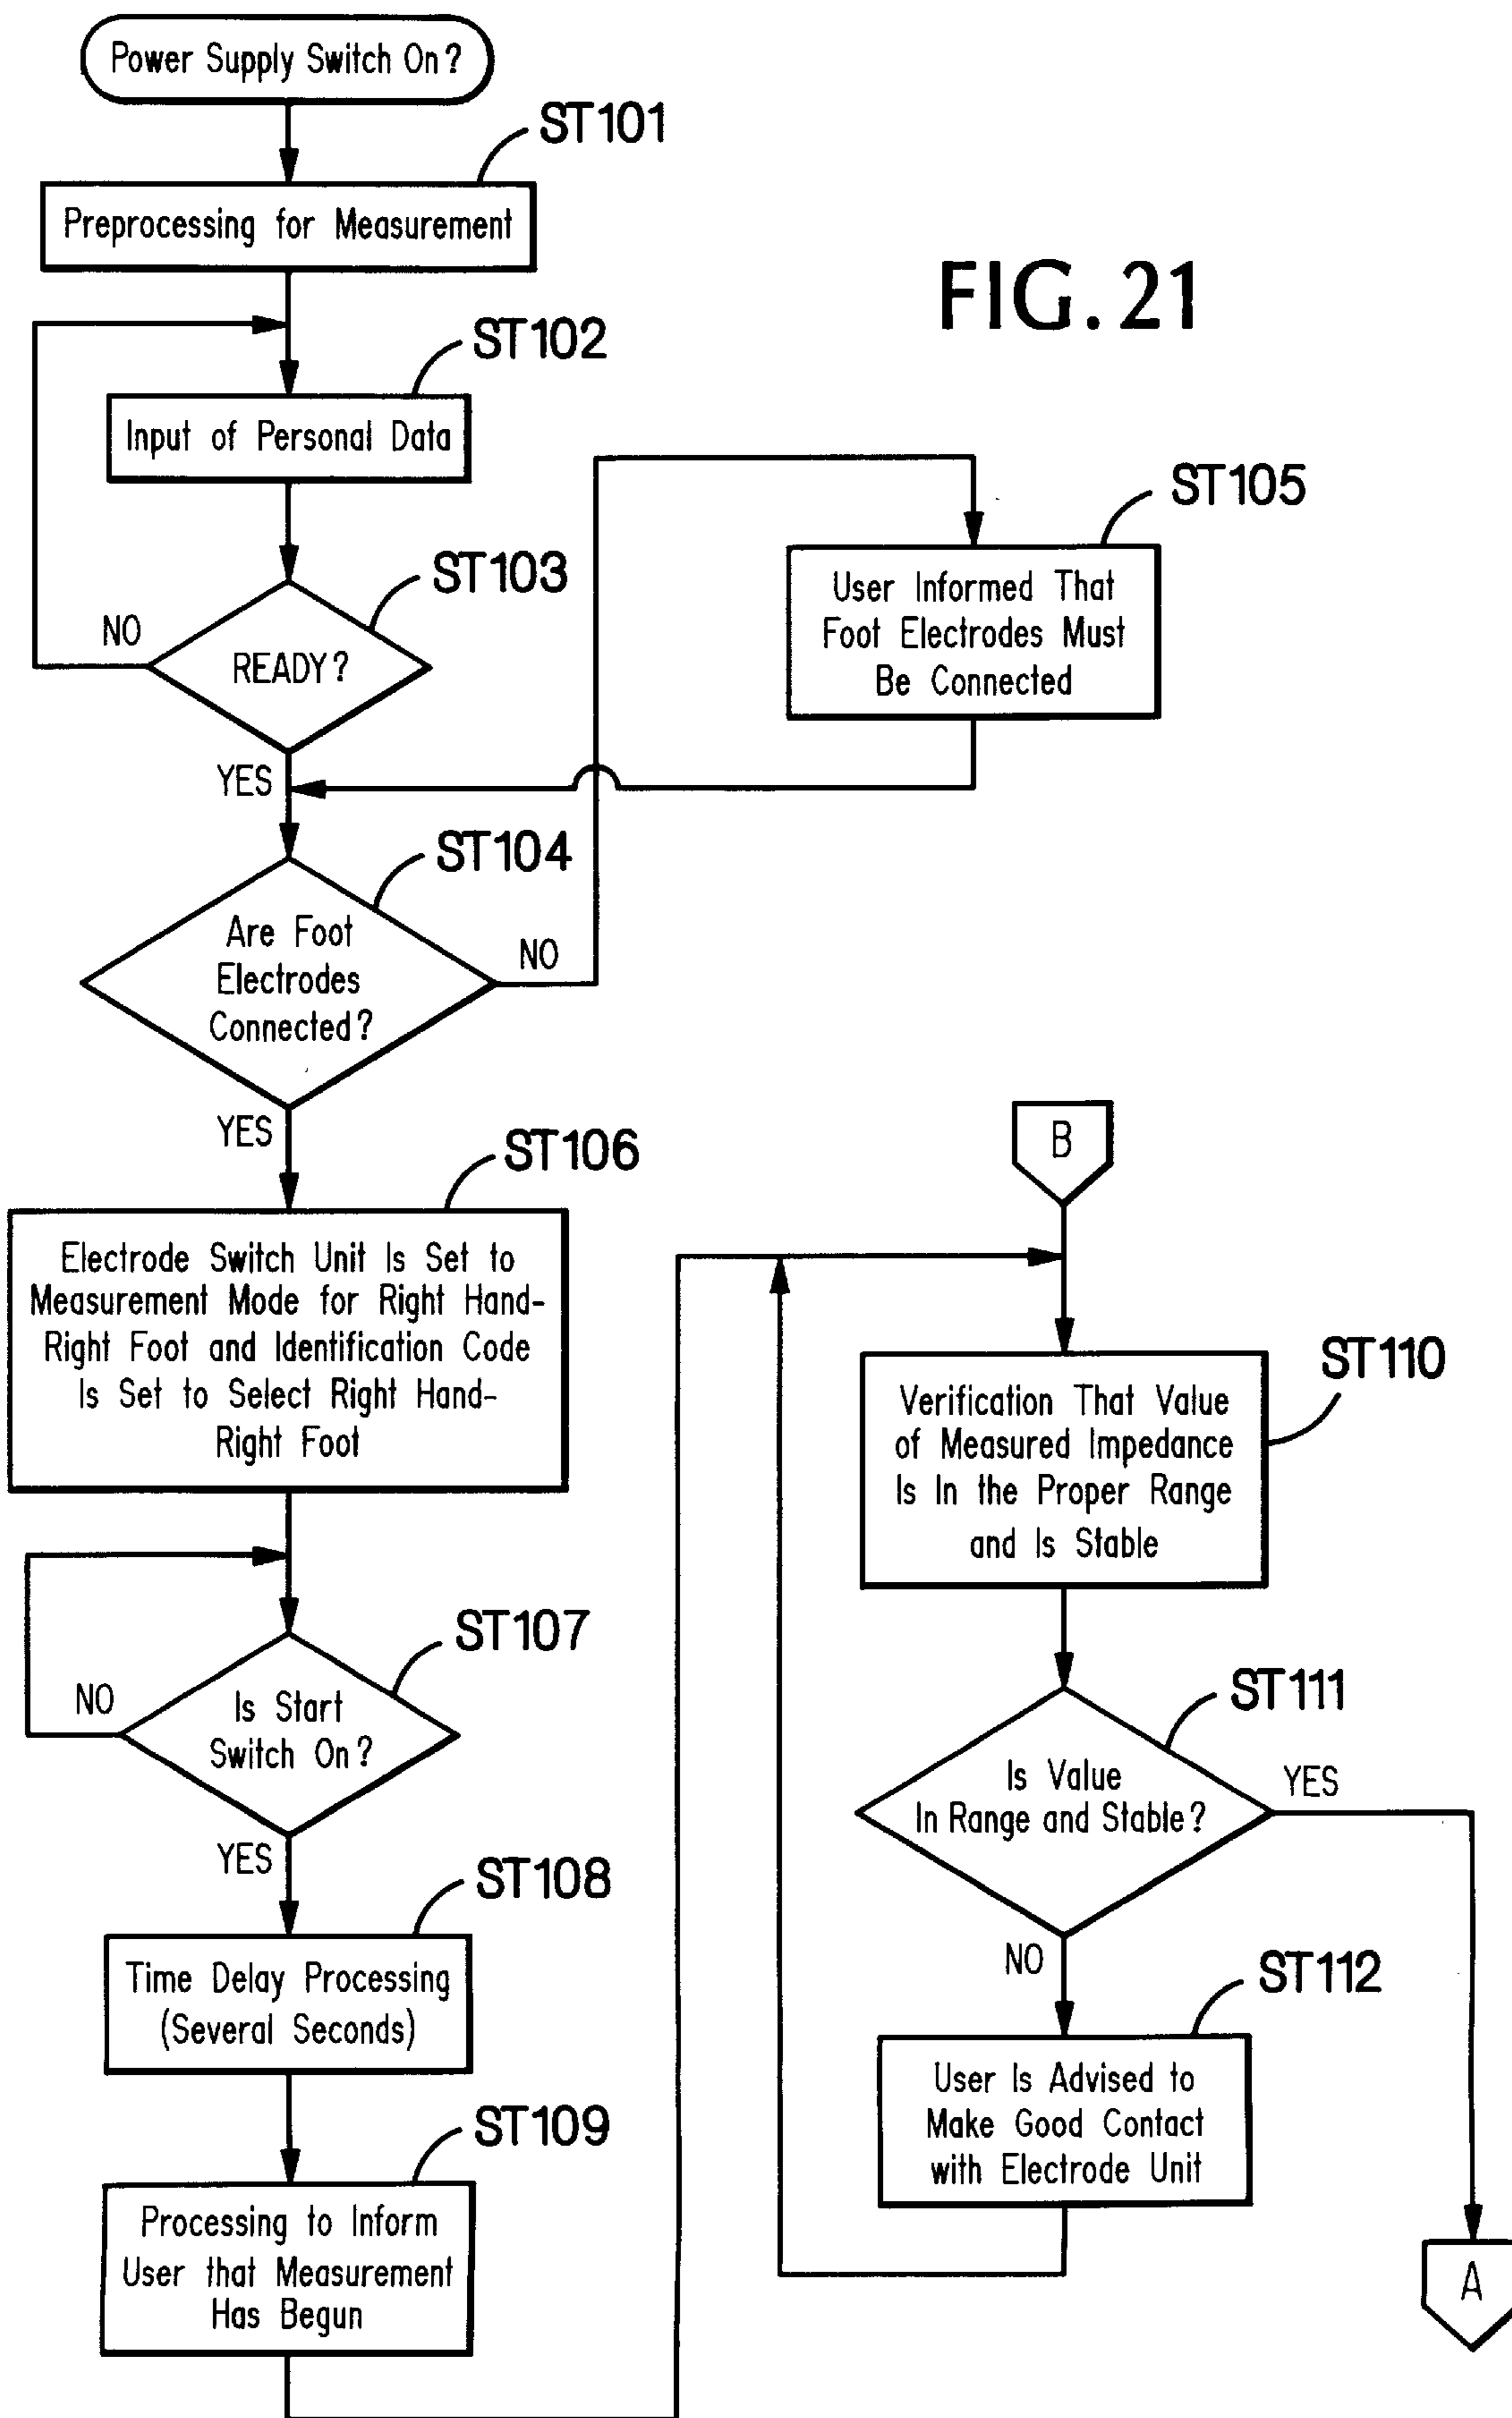 Power Supply Switch On?
ST101
Preprocessing for Measurement
FIG. 21
ST102
Input of Personal Data
ST103
READY?
NO
YES
ST105
User Informed That
Foot Electrodes Must
Be Connected
ST104
Are Foot
Electrodes
Connected?
NO
YES
ST106
Electrode Switch Unit Is Set to
Measurement Mode for Right Hand-
Right Foot and Identification Code
Is Set to Select Right Hand-
Right Foot
ST107
Is Start
Switch On?
NO
YES
ST108
Time Delay Processing
(Several Seconds)
ST109
Processing to Inform
User that Measurement
Has Begun
B
ST110
Verification That Value
of Measured Impedance
Is In the Proper Range
and Is Stable
ST111
Is Value
In Range and Stable?
YES
NO
ST112
User Is Advised to
Make Good Contact
with Electrode Unit
A